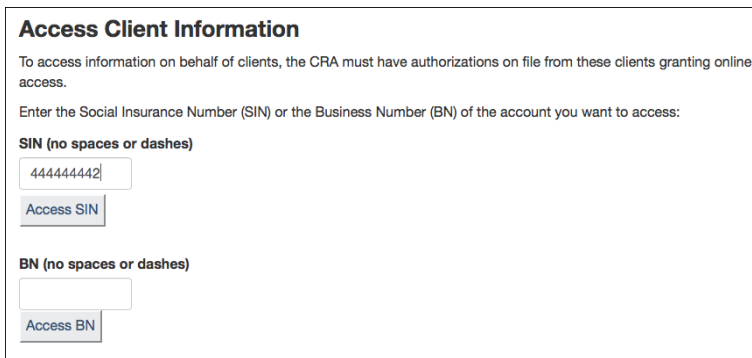 Access Client Information
To access information on behalf of clients, the CRA must have authorizations on file from these clients granting online
access.
Enter the Social Insurance Number (SIN) or the Business Number (BN) of the account you want to access:
SIN (no spaces or dashes)
444444442
Access SIN
BN (no spaces or dashes)
Access BN